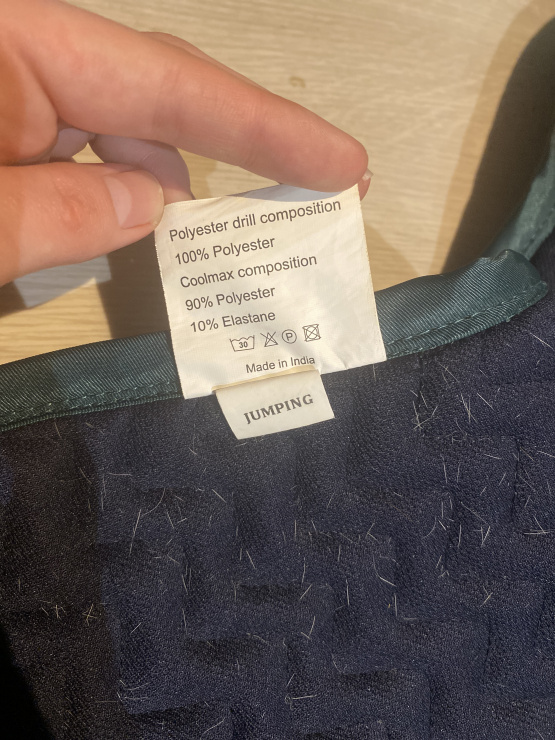 Polyester drill composition
100% Polyester
Coolmax composition
90% Polyester
10% Elastane
30 P
Made in India
JUMPING